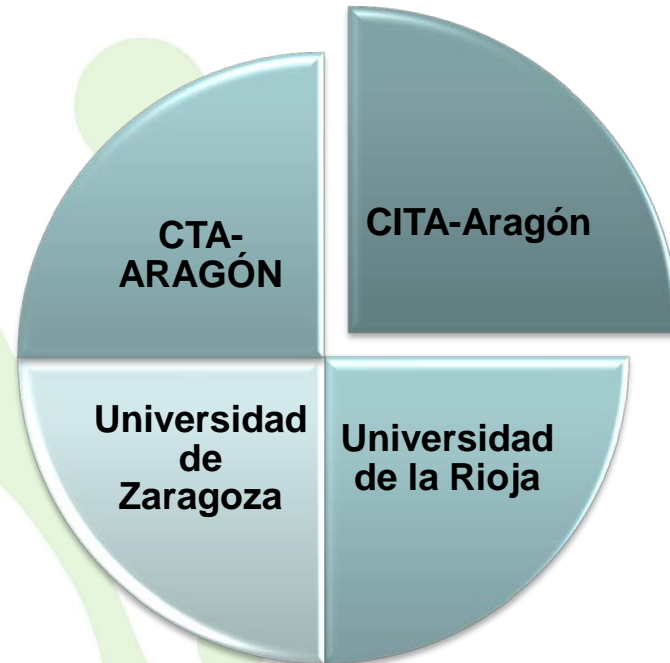 CTA-
ARAGÓN
CITA-Aragón
Universidad
de
Zaragoza
Universidad
de la Rioja